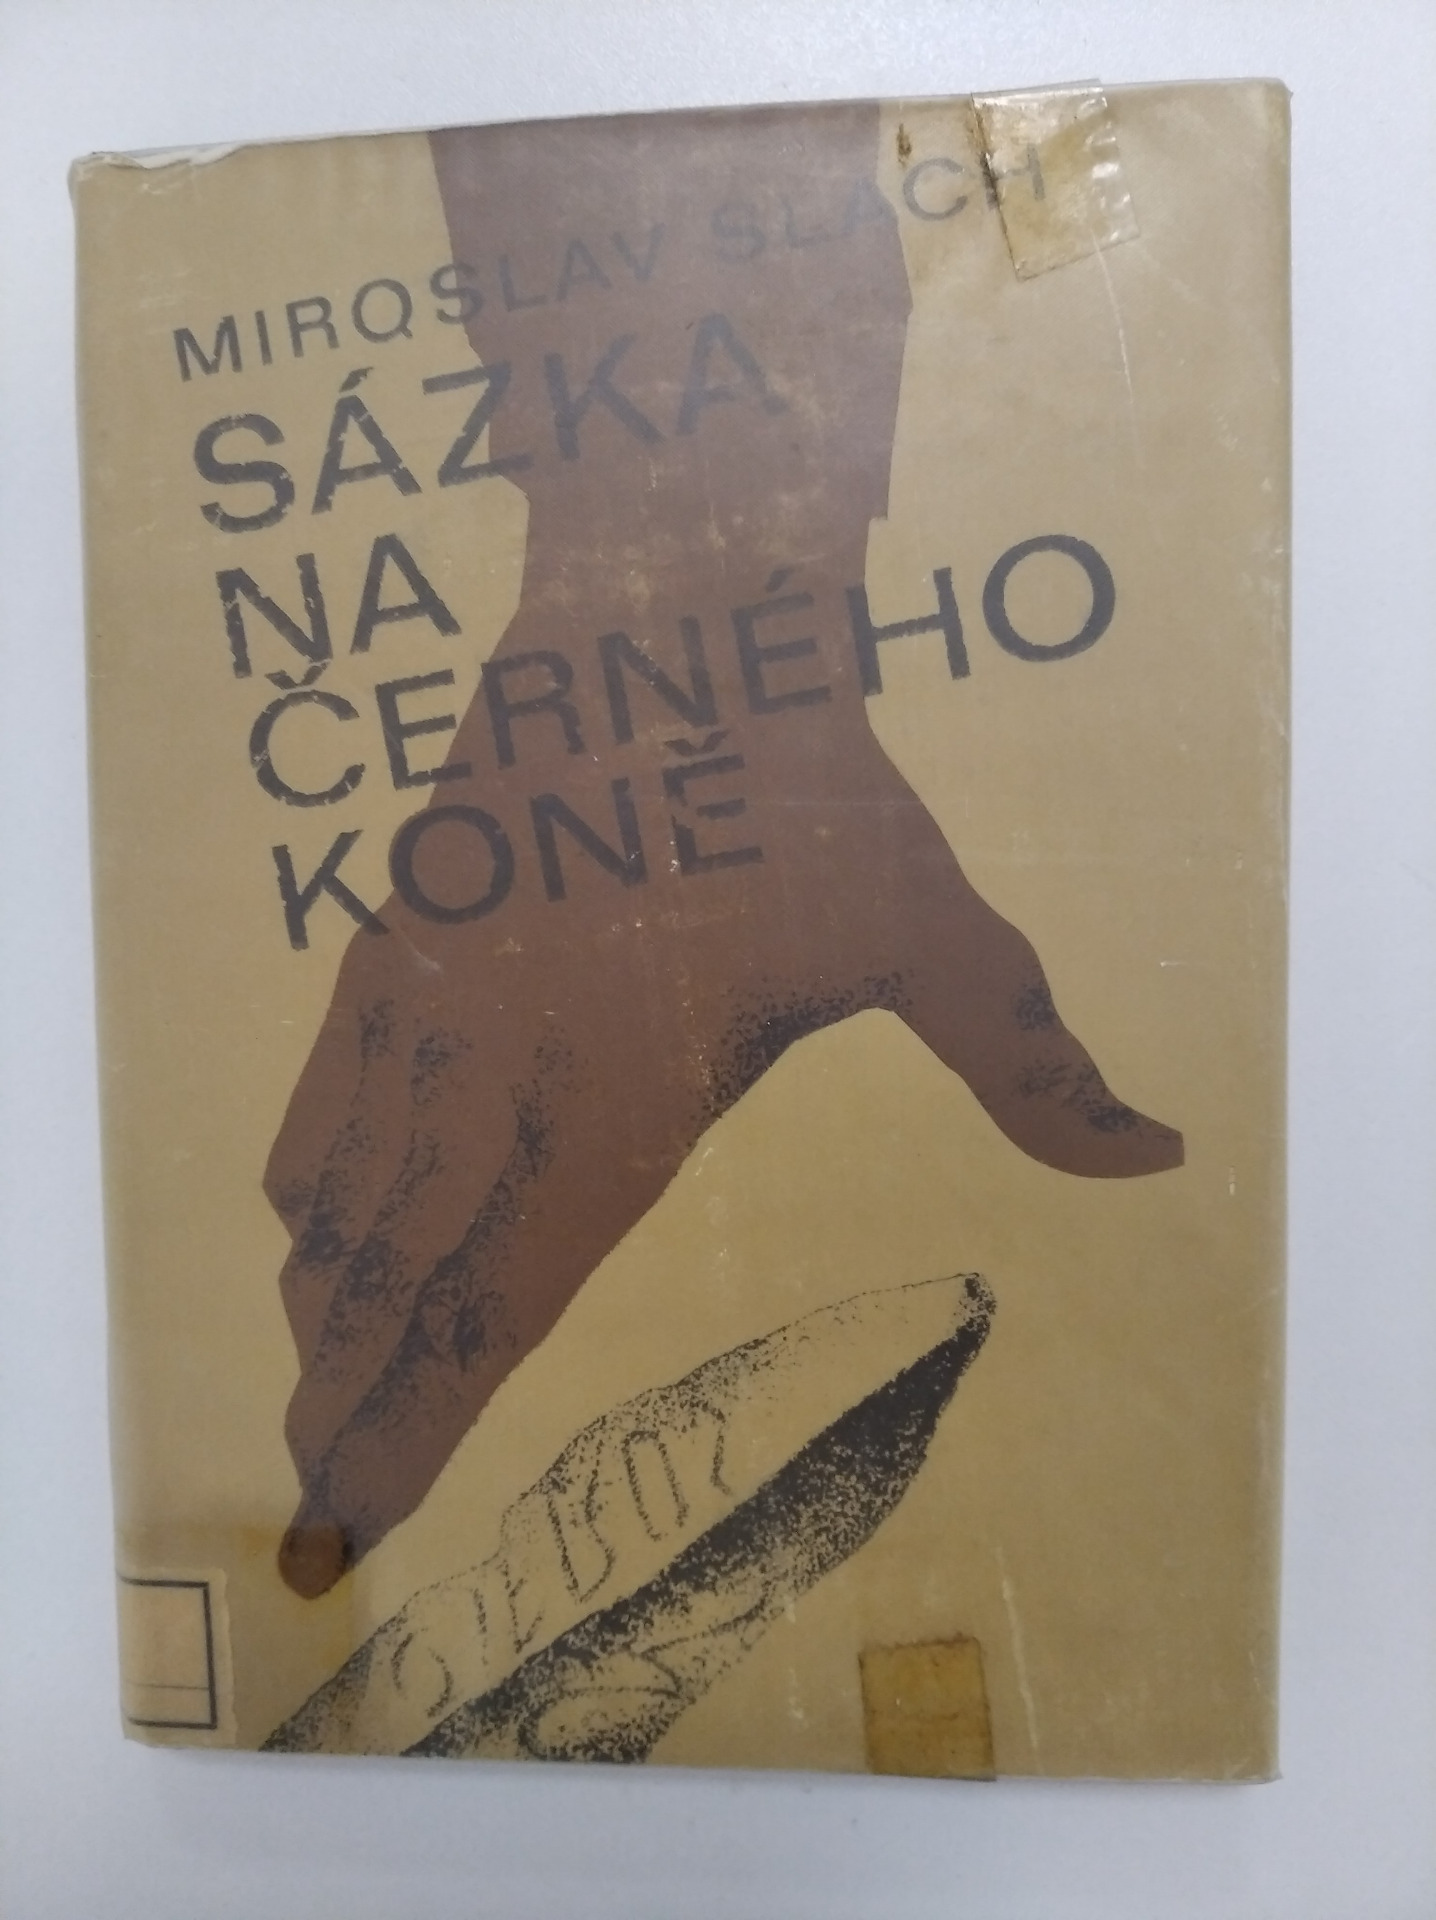 MIROSLAV SLACH
SÁZKA
NA
ČERNÉHO
KONĚ